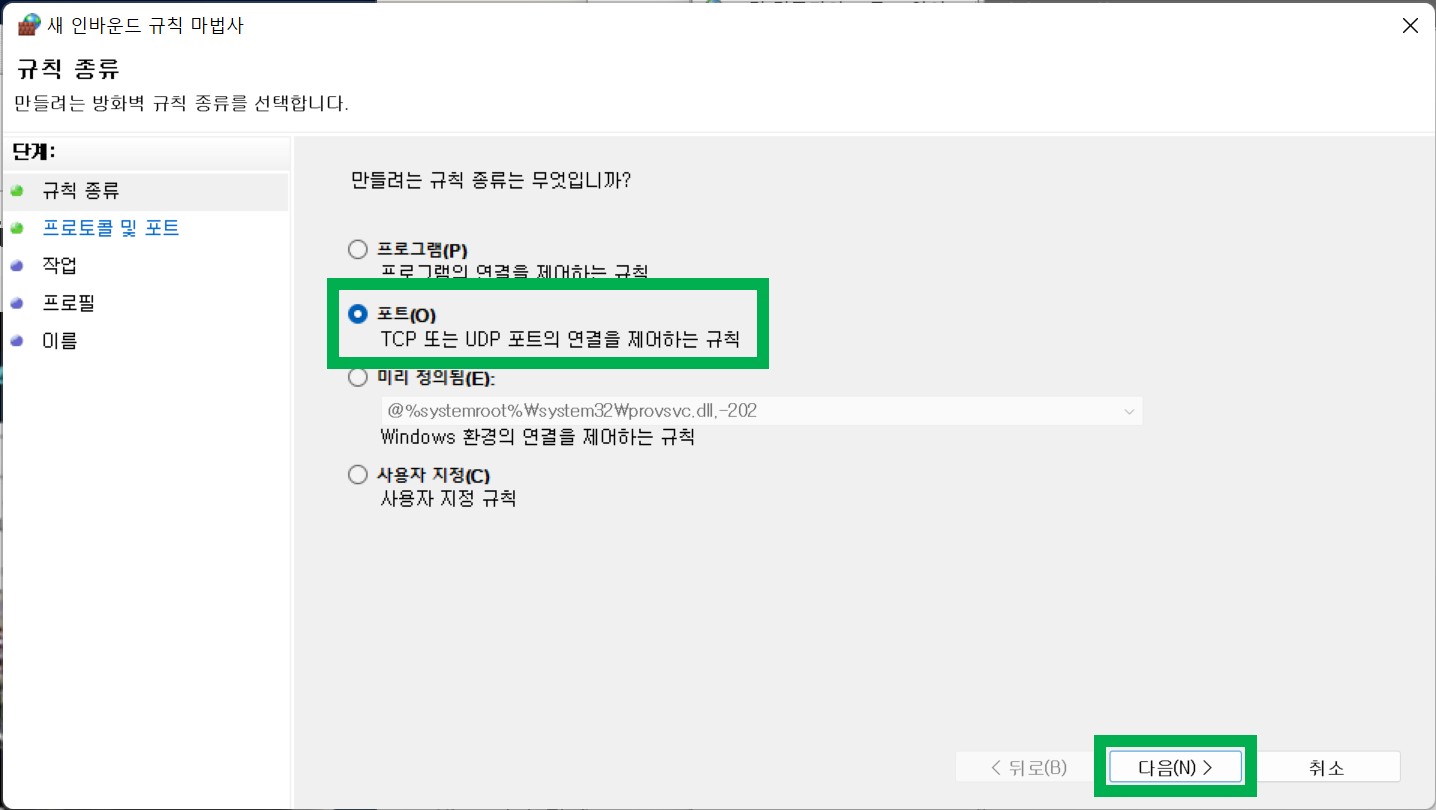 새 인바운드 규칙 마법사
규칙 종류
만들려는 방화벽 규칙 종류를 선택합니다.
단계:
규칙 종류
프로토콜 및 포트
작업
프로필
이름
만들려는 규칙 종류는 무엇입니까?
프로그램(P)
프로그램의 연결을 제어하는 규칙
포트(O)
TCP 또는 UDP 포트의 연결을 제어하는 규칙
미리 정의됨(E):
@%systemroot%₩system32₩provsvc.dll,-202
Windows 환경의 연결을 제어하는 규칙
사용자 지정(C)
사용자 지정 규칙
< 뒤로(B)
다음(N) >
취소